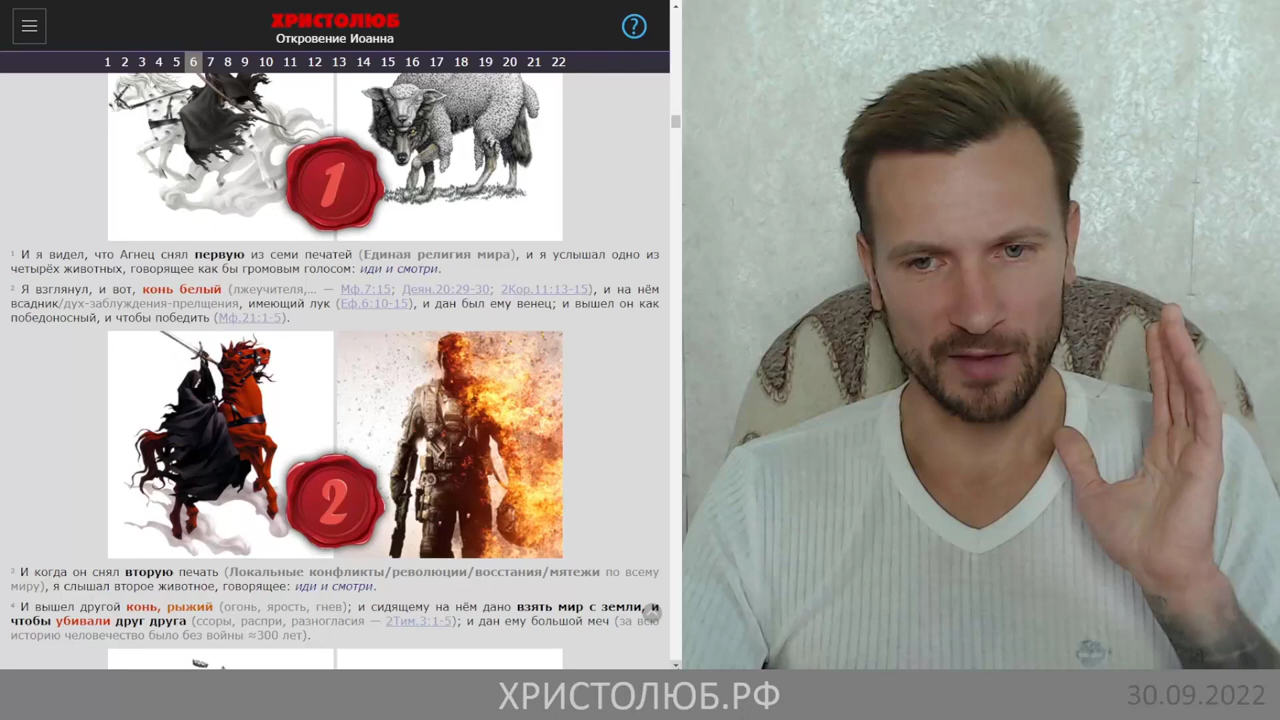 ХРИСТОЛЮБ
Откровение Иоанна
?
1 2 3 4 5 6 7 8 9 10 11 12 13 14 15 16 17 18 19 20 21 22
1
1 И я видел, что Агнец снял первую из семи печатей (Единая религия мира), и я услышал одно из
четырёх животных, говорящее как бы громовым голосом: иди и смотри.
2 Я взглянул, и вот, конь белый (лжеучителя,... — Мф.7:15; Деян.20:29-30; 2Кор.11:13-15), и на нём
всадник/дух-заблуждения-прелщения, имеющий лук (Еф.6:10-15), и дан был ему венец; и вышел он как
победоносный, и чтобы победить (Мф.21:1-5).
2
3 И когда он снял вторую печать (Локальные конфликты/революции/восстания/мятежи по всему
миру), я слышал второе животное, говорящее: иди и смотри.
4 И вышел другой конь, рыжий (огонь, ярость, гнев); и сидящему на нём дано взять мир с земли, и
чтобы убивали друг друга (ссоры, распри, разногласия — 2Тим.3:1-5); и дан ему большой меч (за всю
историю человечество было без войны ≈300 лет).
ХРИСТОЛЮБ.РФ
30.09.2022